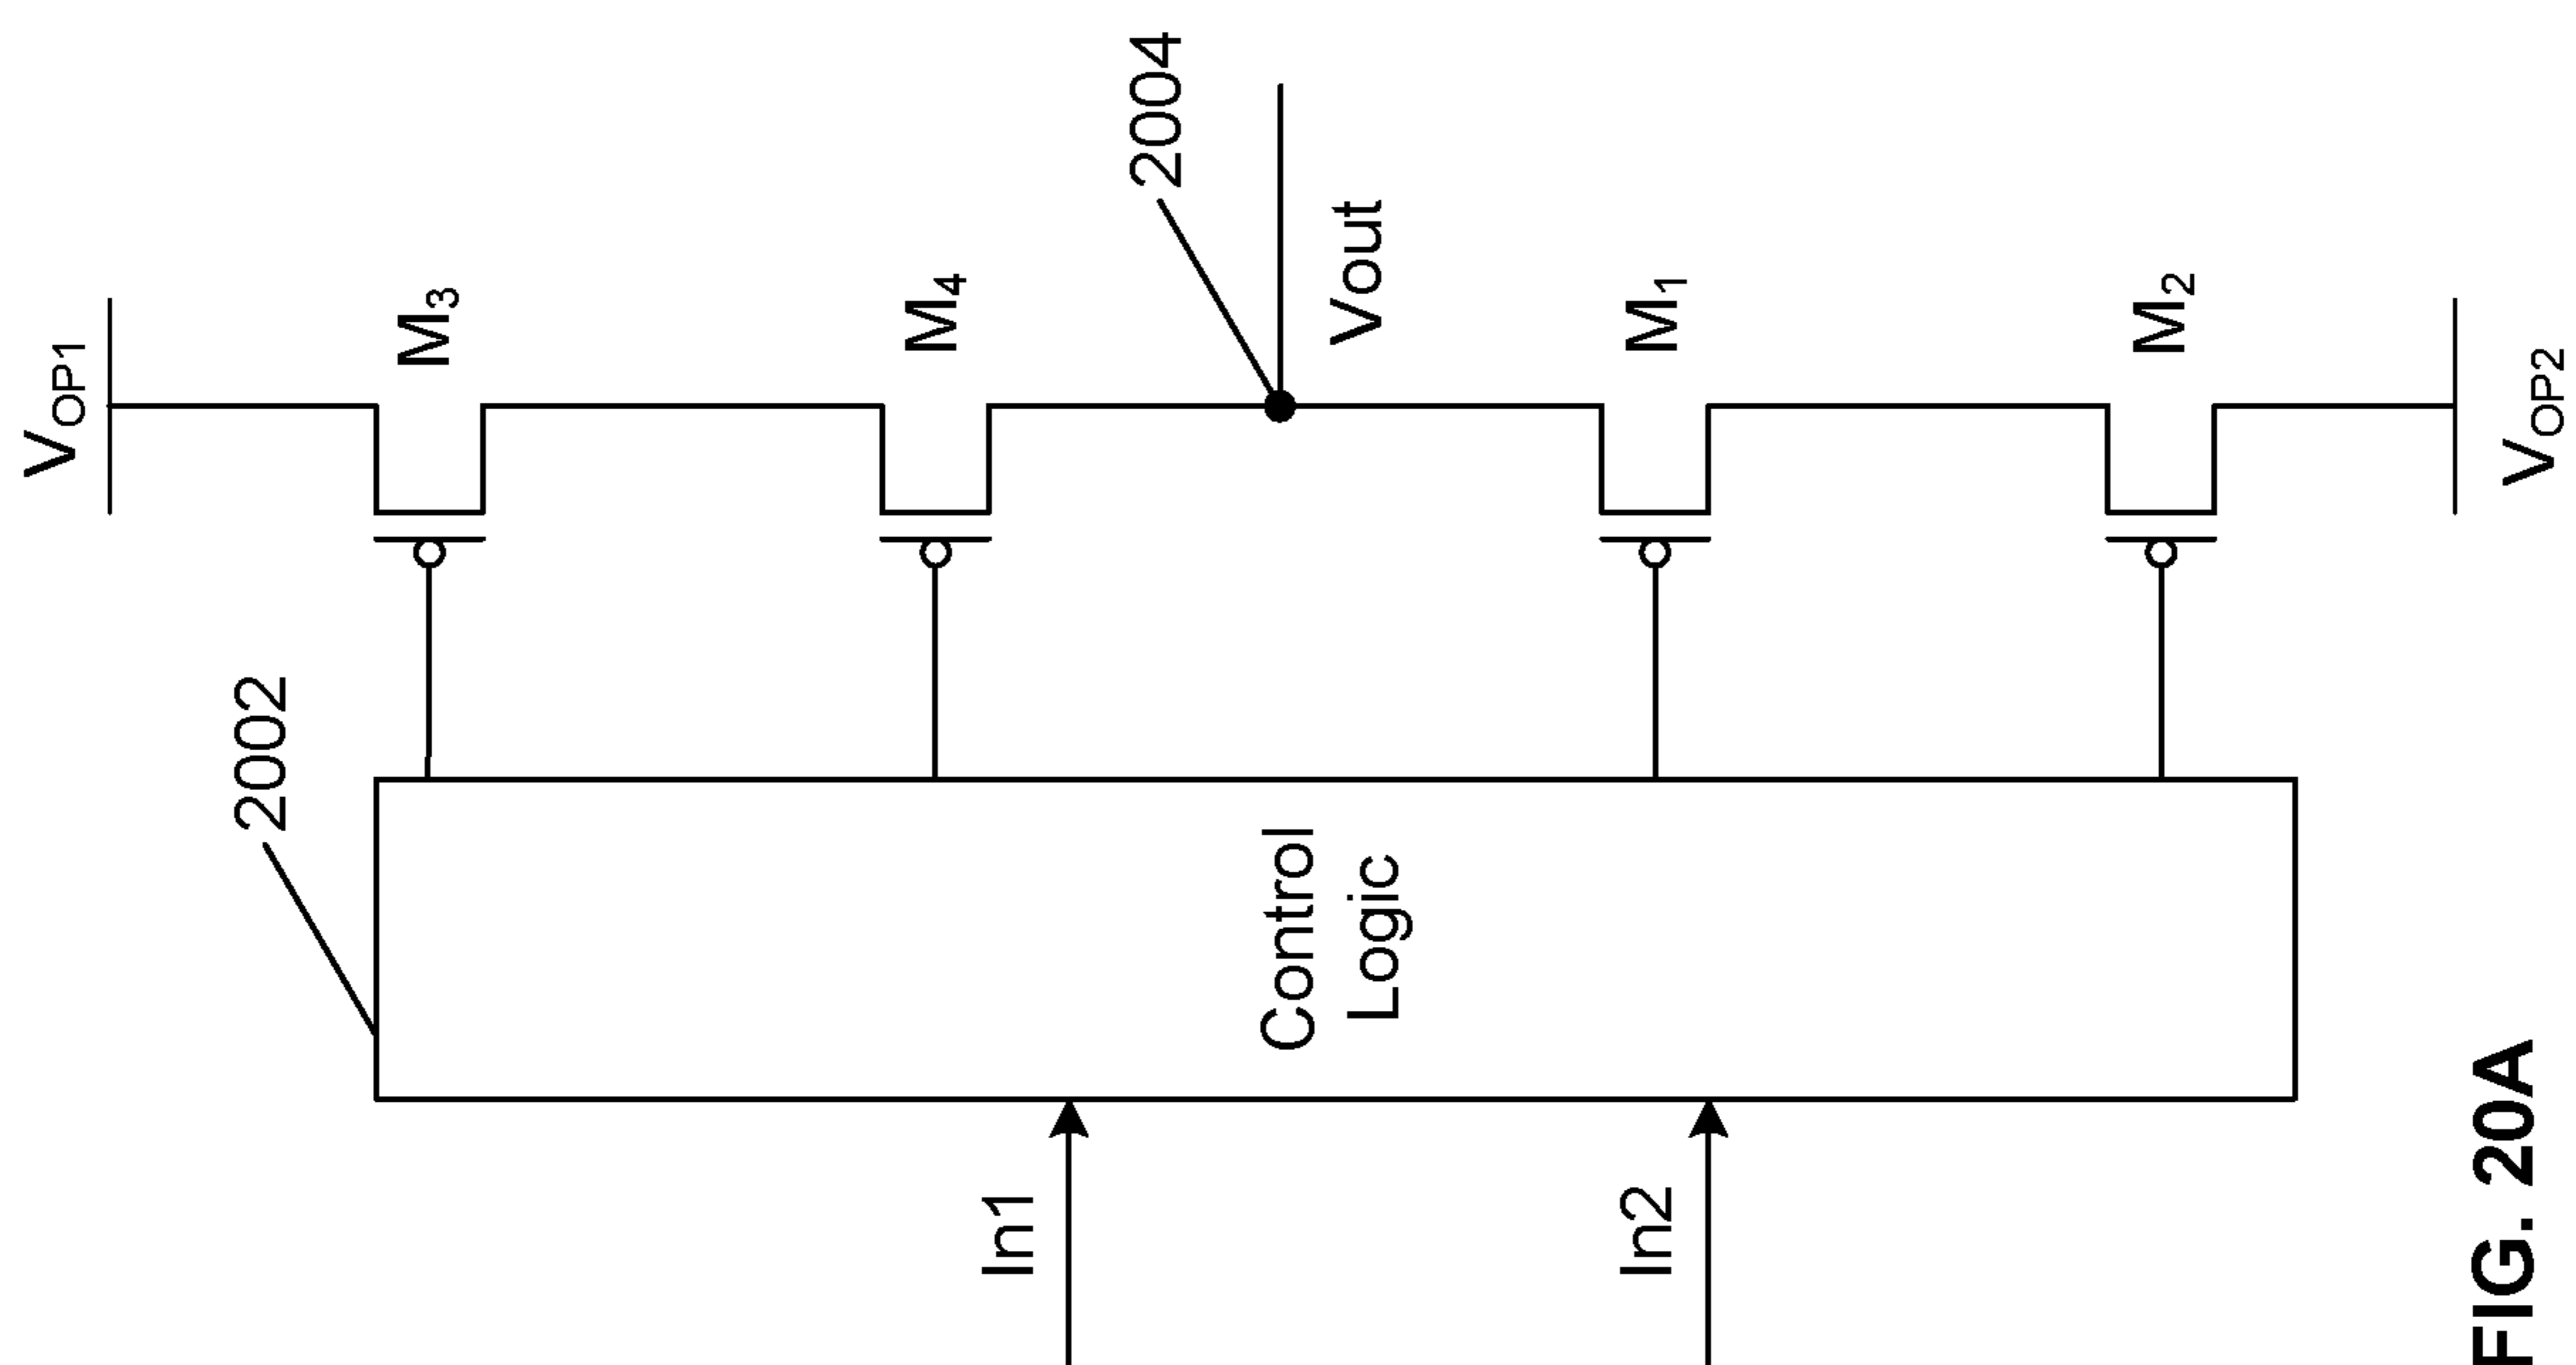 V_OP1
M_3
2002
M_4
2004
Vout
In1
Control
Logic
M_1
In2
M_2
V_OP2
FIG. 20A